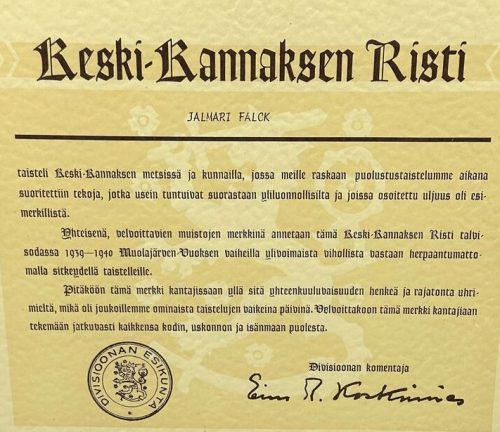 Keski-Kannaksen Risti
JALMARI FALCK
taisteli Keski-Kannaksen metsissä ja kunnailla, jossa meille raskaan puolustustaistelumme aikana
suoritettiin tekoja, jotka usein tuntuivat suorastaan yliluonnollisilta ja joissa osoitettu uljuus oli esi-
merkillistä.
Yhteisenä, velvoittavien muistojen merkkinä annetaan tämä Keski-Kannaksen Risti talvi-
sodassa 1939—1940 Muolajärven-Vuoksen vaiheilla ylivoimaista vihollista vastaan herpaantumatto-
malla sitkeydellä taistelleille.
Pitäköön tämä merkki kantajissaan yllä sitä yhteenkuuluvaisuuden henkeä ja rajatonta uhri-
mieltä, mikä oli joukoillemme ominaista taistelujen vaikeina päivinä. Velvoittakoon tämä merkki kantajiaan
tekemään jatkuvasti kaikkensa kodin, uskonnon ja isänmaan puolesta.
DIVISIOONAN ESIKUNTA
Divisioonan komentaja